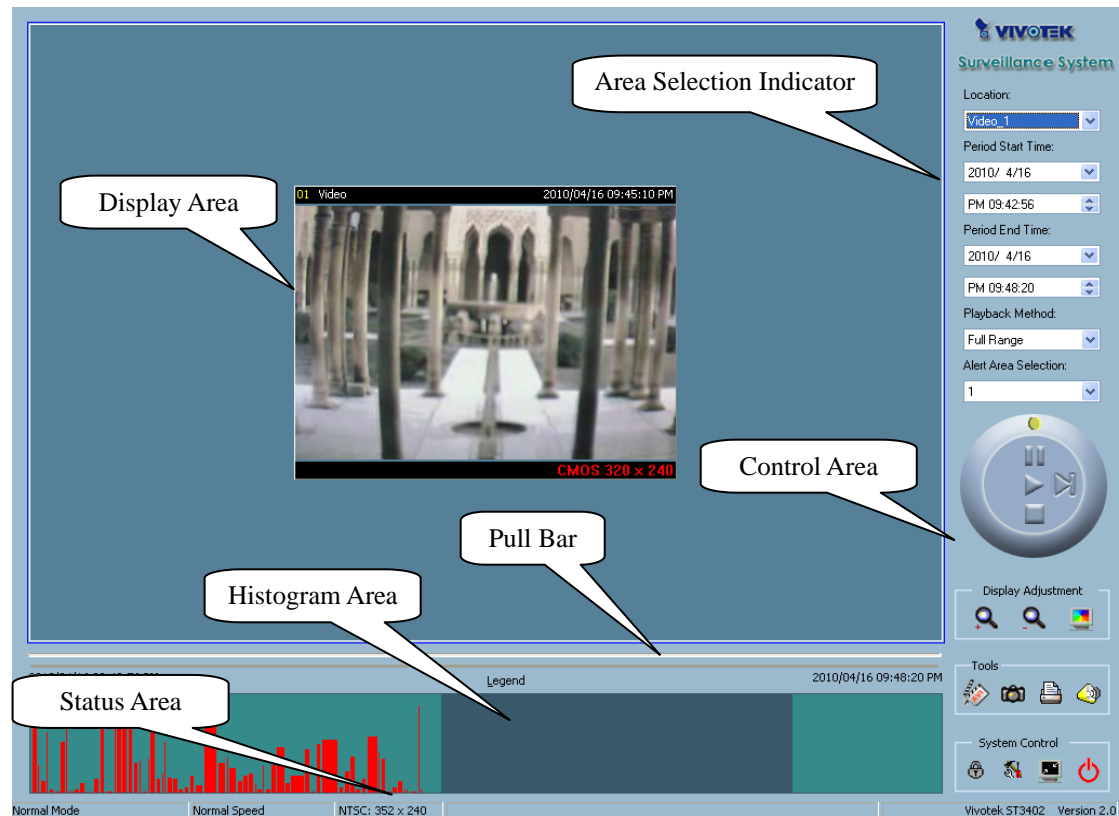 VIVOTEK
Surveillance System
Area Selection Indicator
Location:
Video_1
Period Start Time:
2010/ 4/16
PM 09:42:56
Period End Time:
2010/ 4/16
PM 09:48:20
Playback Method:
Full Range
Alert Area Selection:
1
Display Area
01 Video 2010/04/16 09:45:10 PM
CMOS 320 x 240
Control Area
Pull Bar
Histogram Area
Display Adjustment
Tools
Legend
2010/04/16 09:48:20 PM
Status Area
System Control
Normal Mode
Normal Speed
NTSC: 352 x 240
Vivotek ST3402 Version 2.0